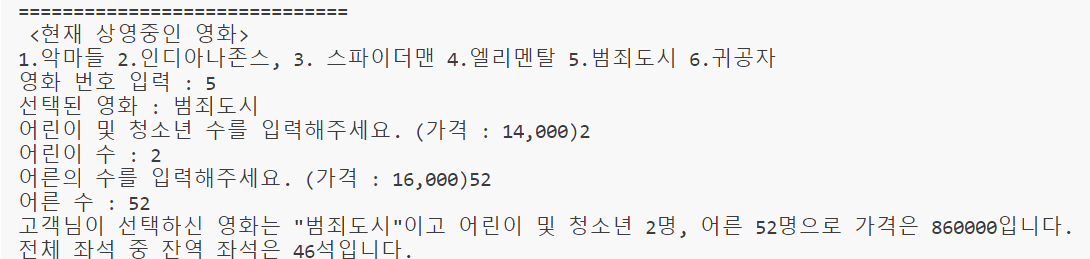 ==============================
<현재 상영중인 영화>
1.악마들 2.인디아나존스, 3. 스파이더맨 4.엘리멘탈 5.범죄도시 6.귀공자
영화 번호 입력 : 5
선택된 영화 : 범죄도시
어린이 및 청소년 수를 입력해주세요. (가격 : 14,000)2
어린이 수 : 2
어른의 수를 입력해주세요. (가격 : 16,000)52
어른 수 : 52
고객님이 선택하신 영화는 "범죄도시"이고 어린이 및 청소년 2명, 어른 52명으로 가격은 860000입니다.
전체 좌석 중 잔역 좌석은 46석입니다.